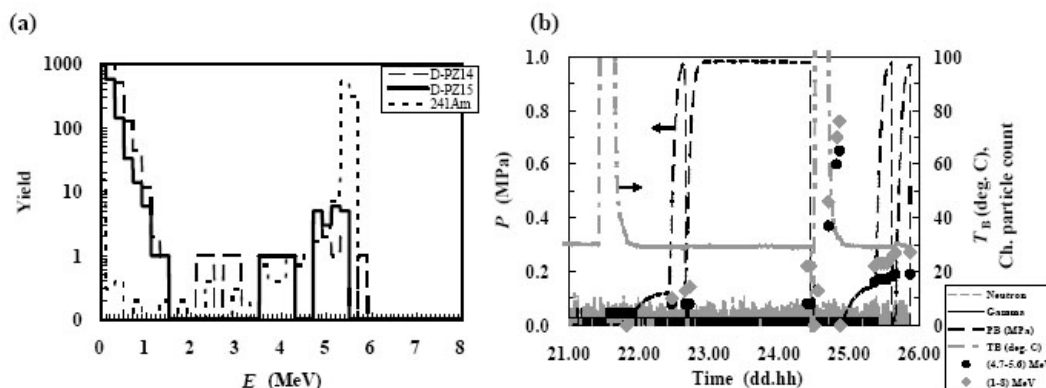 (a)
1000
100
10
1
0
Yield
0 1 2 3 4 5 6 7 8
E (MeV)
D-PZ14
D-PZ15
241Am
(b)
1.0
0.8
0.6
0.4
0.2
0.0
P (MPa)
100
80
60
40
20
0
T_B (deg. C),
Ch. particle count
21.00 22.00 23.00 24.00 25.00 26.00
Time (dd.hh)
Neutron
Gamma
PB (MPa)
TB (deg. C)
(4.7-5.6) MeV
(1-8) MeV